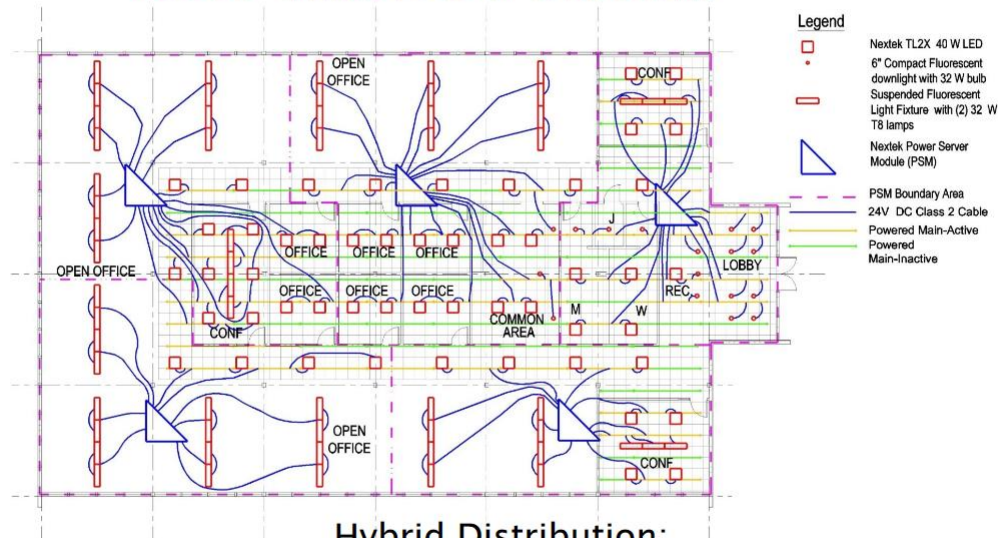 Legend
Nextek TL2X 40 W LED
6" Compact Fluorescent
downlight with 32 W bulb
Suspended Fluorescent
Light Fixture with (2) 32 W
T8 lamps
Nextek Power Server
Module (PSM)
PSM Boundary Area
24V DC Class 2 Cable
Powered Main-Active
Powered
Main-Inactive
OPEN
OFFICE
CONF
J
OFFICE
OFFICE
OFFICE
OPEN OFFICE
LOBBY
OFFICE
OFFICE
OFFICE
REC
CONF
COMMON
AREA
M
W
OPEN
OFFICE
CONF
Hybrid Distribution: